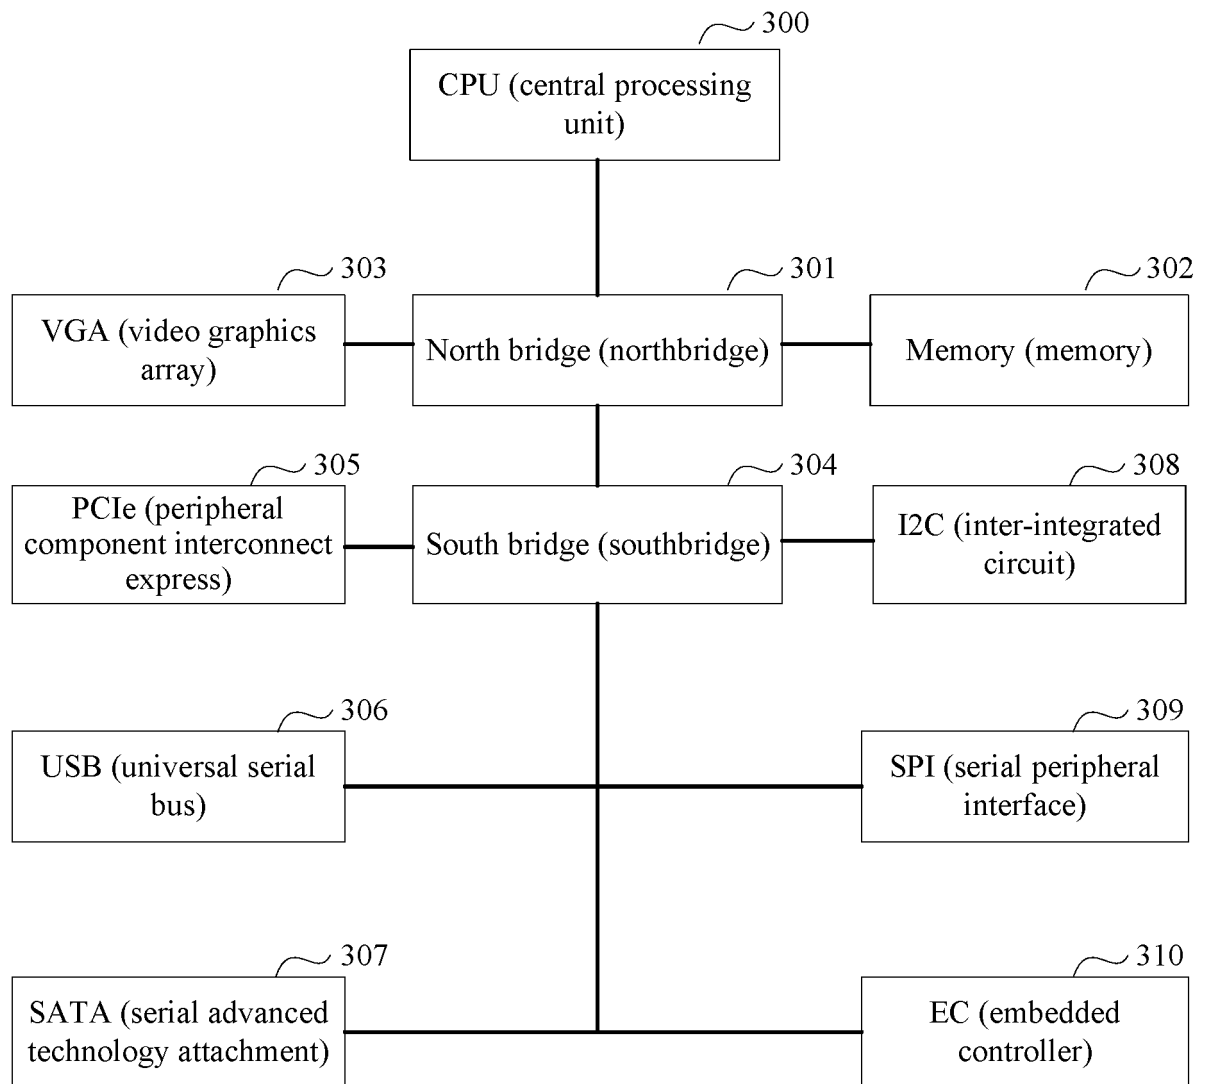 300
CPU (central processing
unit)
303
301
302
VGA (video graphics
array)
North bridge (northbridge)
Memory (memory)
305
304
308
PCIe (peripheral
component interconnect
express)
South bridge (southbridge)
I2C (inter-integrated
circuit)
306
309
USB (universal serial
bus)
SPI (serial peripheral
interface)
307
310
SATA (serial advanced
technology attachment)
EC (embedded
controller)